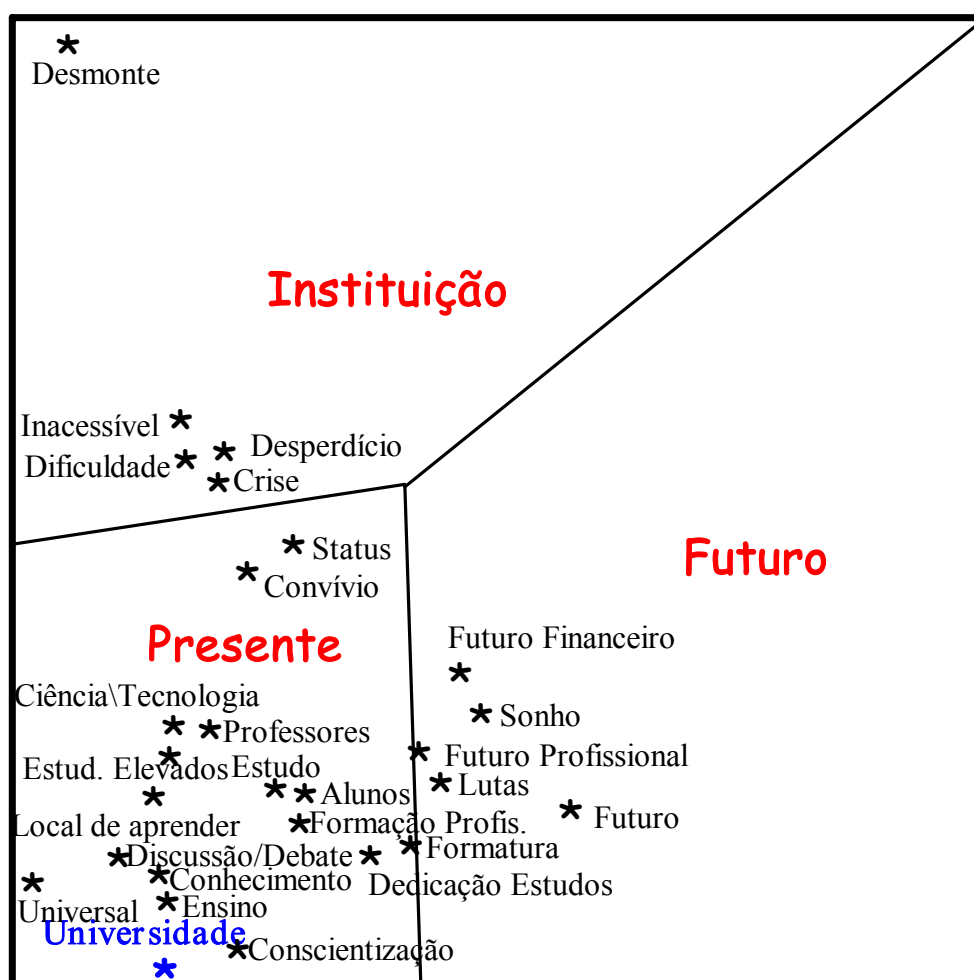 Desmonte
Instituição
Inacessível
Desperdício
Dificuldade
Crise
Status
Convívio
Futuro
Presente
Futuro Financeiro
Ciência\Tecnologia
Sonho
Professores
Futuro Profissional
Estud. Elevados
Estudo
Lutas
Alunos
Futuro
Local de aprender
Formação Profis.
Formatura
Discussão/Debate
Conhecimento
Dedicação Estudos
Universal
Ensino
Universidade
Conscientização